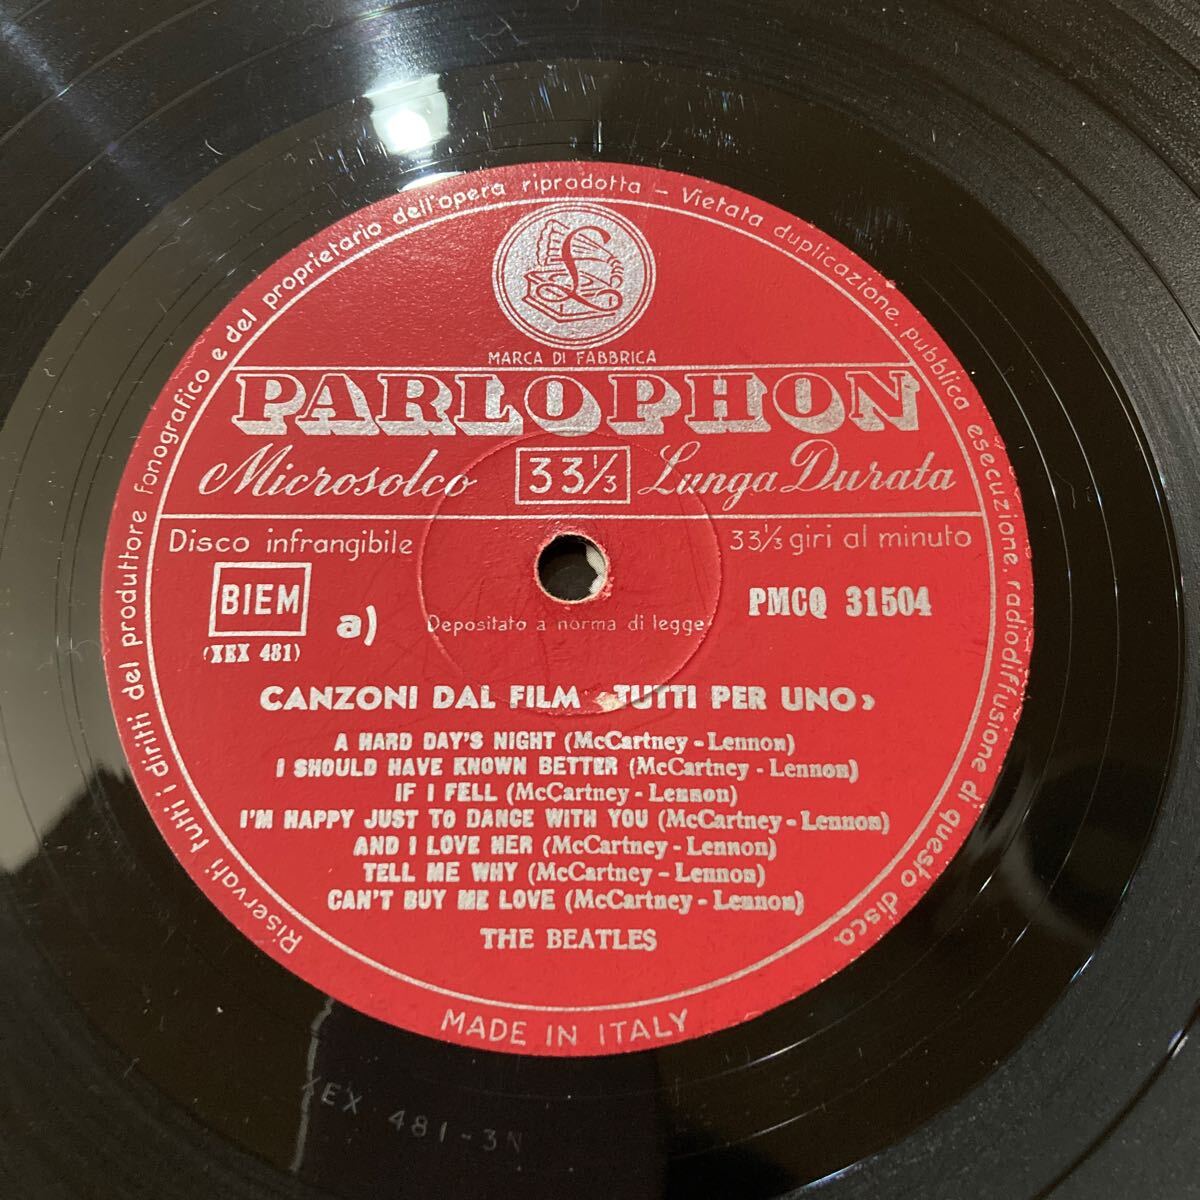 Riservati tutti i diritti del produttore fonografico e del proprietario dell'opera riprodotta – Vietata duplicazione, pubblica esecuzione, radiodiffusione di questo disco.
£
MARCA DI FABBRICA
PARLOPHON
Microsolco 33⅓ Lunga Durata
Disco infrangibile 33⅓ giri al minuto
BIEM a) Depositato a norma di legge PMCQ 31504
(XEX 481)
CANZONI DAL FILM «TUTTI PER UNO»
A HARD DAY'S NIGHT (McCartney - Lennon)
I SHOULD HAVE KNOWN BETTER (McCartney - Lennon)
IF I FELL (McCartney - Lennon)
I'M HAPPY JUST TO DANCE WITH YOU (McCartney - Lennon)
AND I LOVE HER (McCartney - Lennon)
TELL ME WHY (McCartney - Lennon)
CAN'T BUY ME LOVE (McCartney - Lennon)
THE BEATLES
MADE IN ITALY
XEX 481-3N